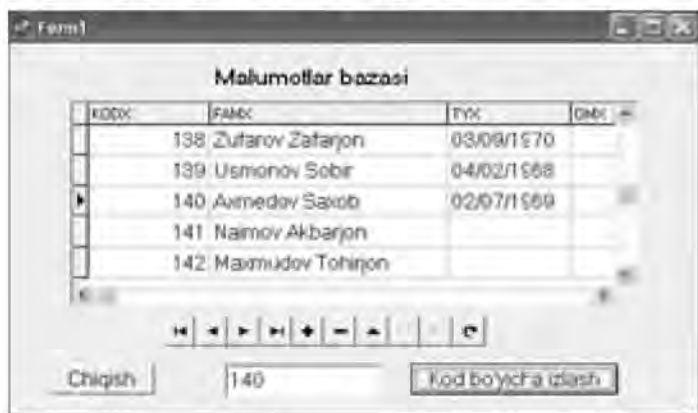 Form1
Malumotlar bazasi
KODX FAMX TYX DMX
138 Zufarov Zafarjon 03/09/1970
139 Usmonov Sobir 04/02/1968
140 Axmedov Saxob 02/07/1969
141 Naimov Akbarjon
142 Maxmudov Tohirjon
Chiqish 140 Kod bo'yicha izlash